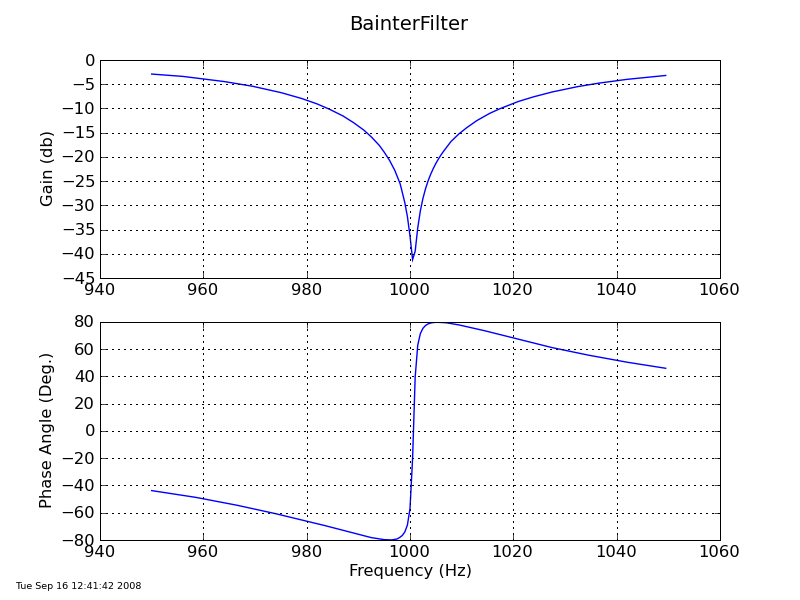 BainterFilter
Gain (db)
0
−5
−10
−15
−20
−25
−30
−35
−40
−45
940 960 980 1000 1020 1040 1060
Phase Angle (Deg.)
80
60
40
20
0
−20
−40
−60
−80
940 960 980 1000 1020 1040 1060
Frequency (Hz)
Tue Sep 16 12:41:42 2008